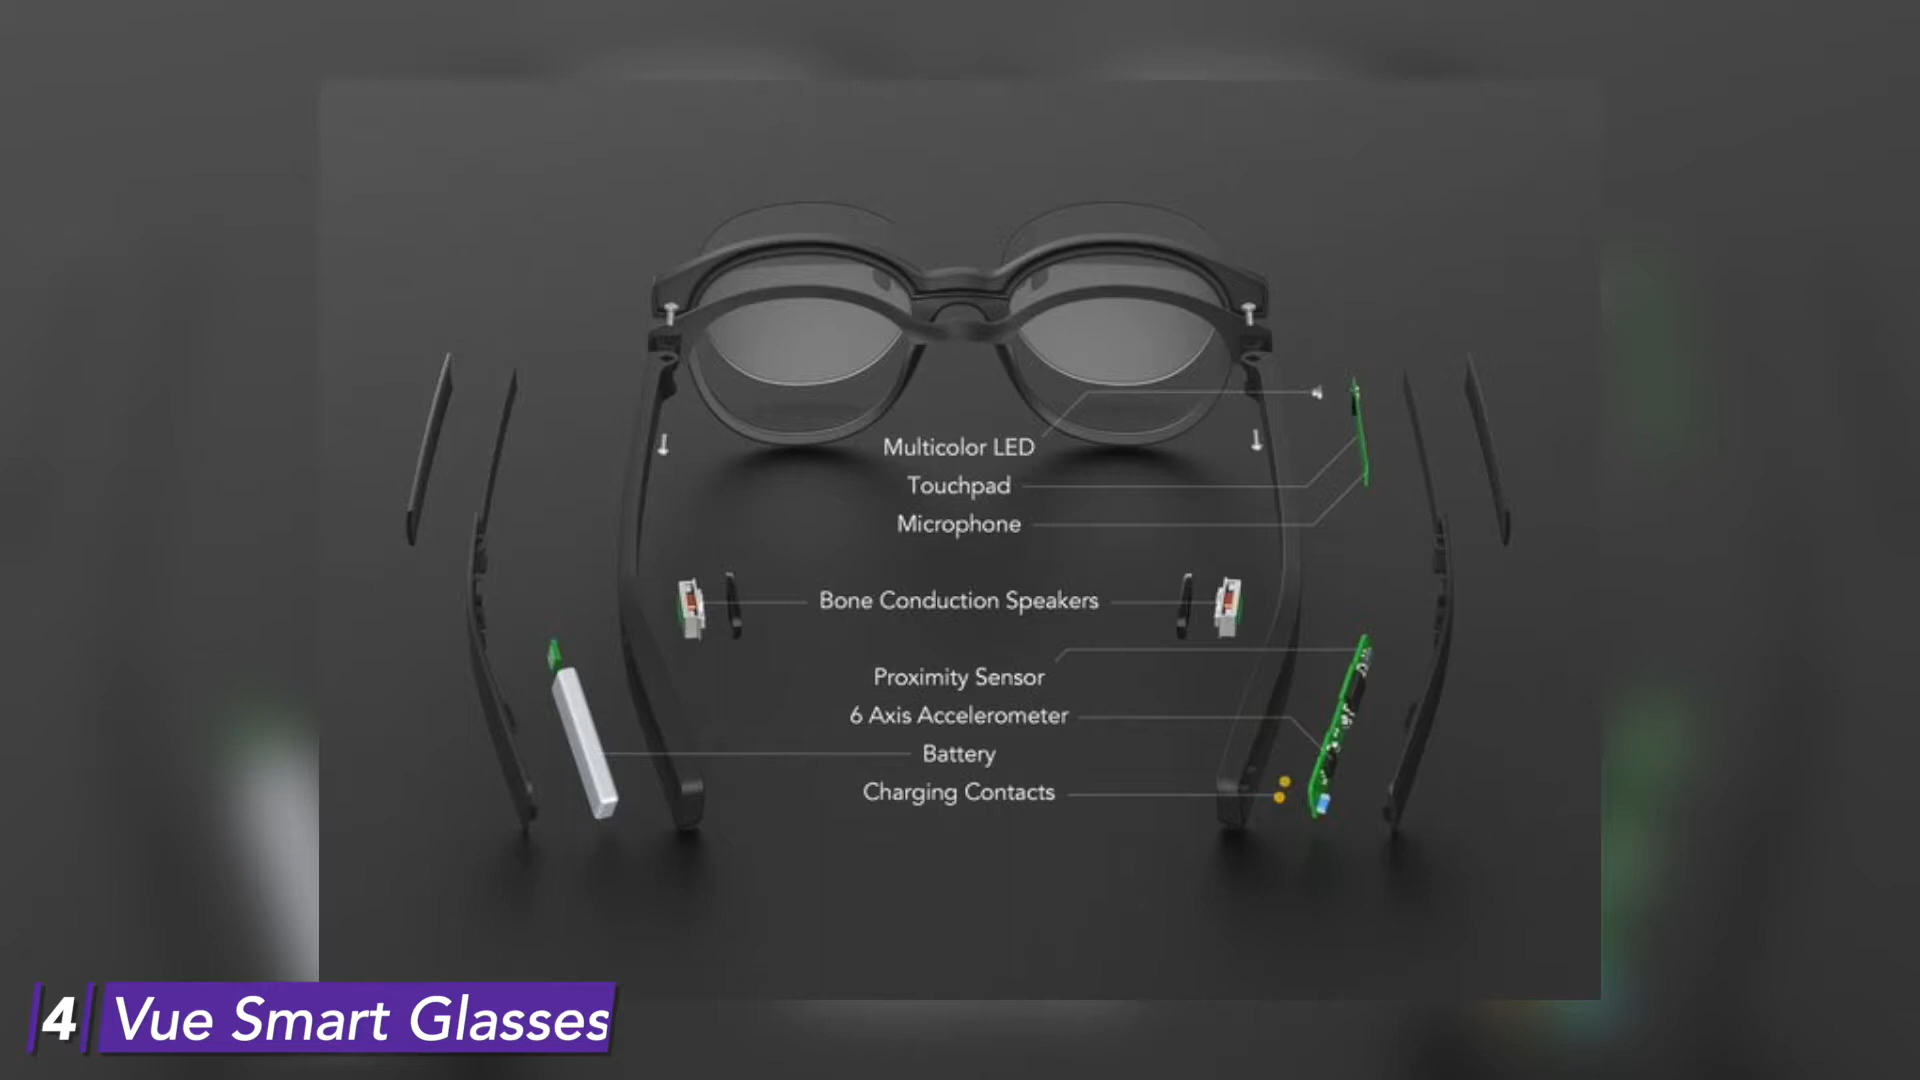 Multicolor LED
Touchpad
Microphone
Bone Conduction Speakers
Proximity Sensor
6 Axis Accelerometer
Battery
Charging Contacts
4 Vue Smart Glasses